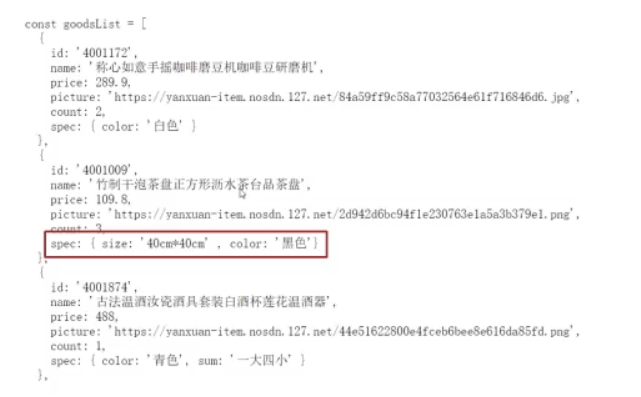 const goodsList = [
{
id: '4001172',
name: '称心如意手摇咖啡磨豆机咖啡豆研磨机',
price: 289.9,
picture: 'https://yanxuan-item.nosdn.127.net/84a59ff9c58a77032564e61f716846d6.jpg',
count: 2,
spec: { color: '白色' }
},
{
id: '4001009',
name: '竹制干泡茶盘正方形沥水茶台品茶盘',
price: 109.8,
picture: 'https://yanxuan-item.nosdn.127.net/2d942d6bc94f1e230763e1a5a3b379e1.png',
count: 3,
spec: { size: '40cm*40cm' , color: '黑色'}
},
{
id: '4001874',
name: '古法温酒汝瓷酒具套装白酒杯莲花温酒器',
price: 488,
picture: 'https://yanxuan-item.nosdn.127.net/44e51622800e4fceb6bee8e616da85fd.png',
count: 1,
spec: { color: '青色', sum: '一大四小' }
},